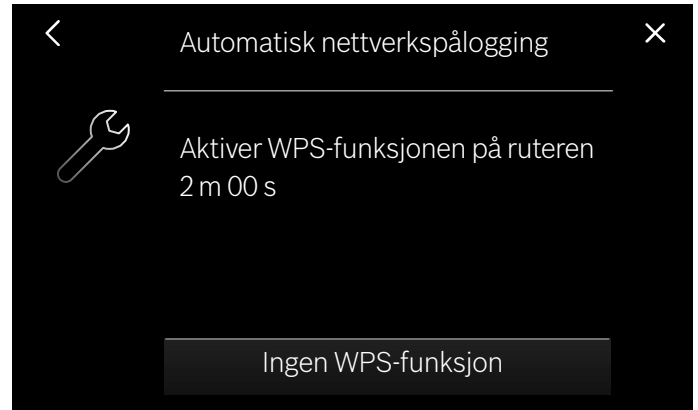 Automatisk nettverkspålogging
Aktiver WPS-funksjonen på ruteren
2 m 00 s
Ingen WPS-funksjon